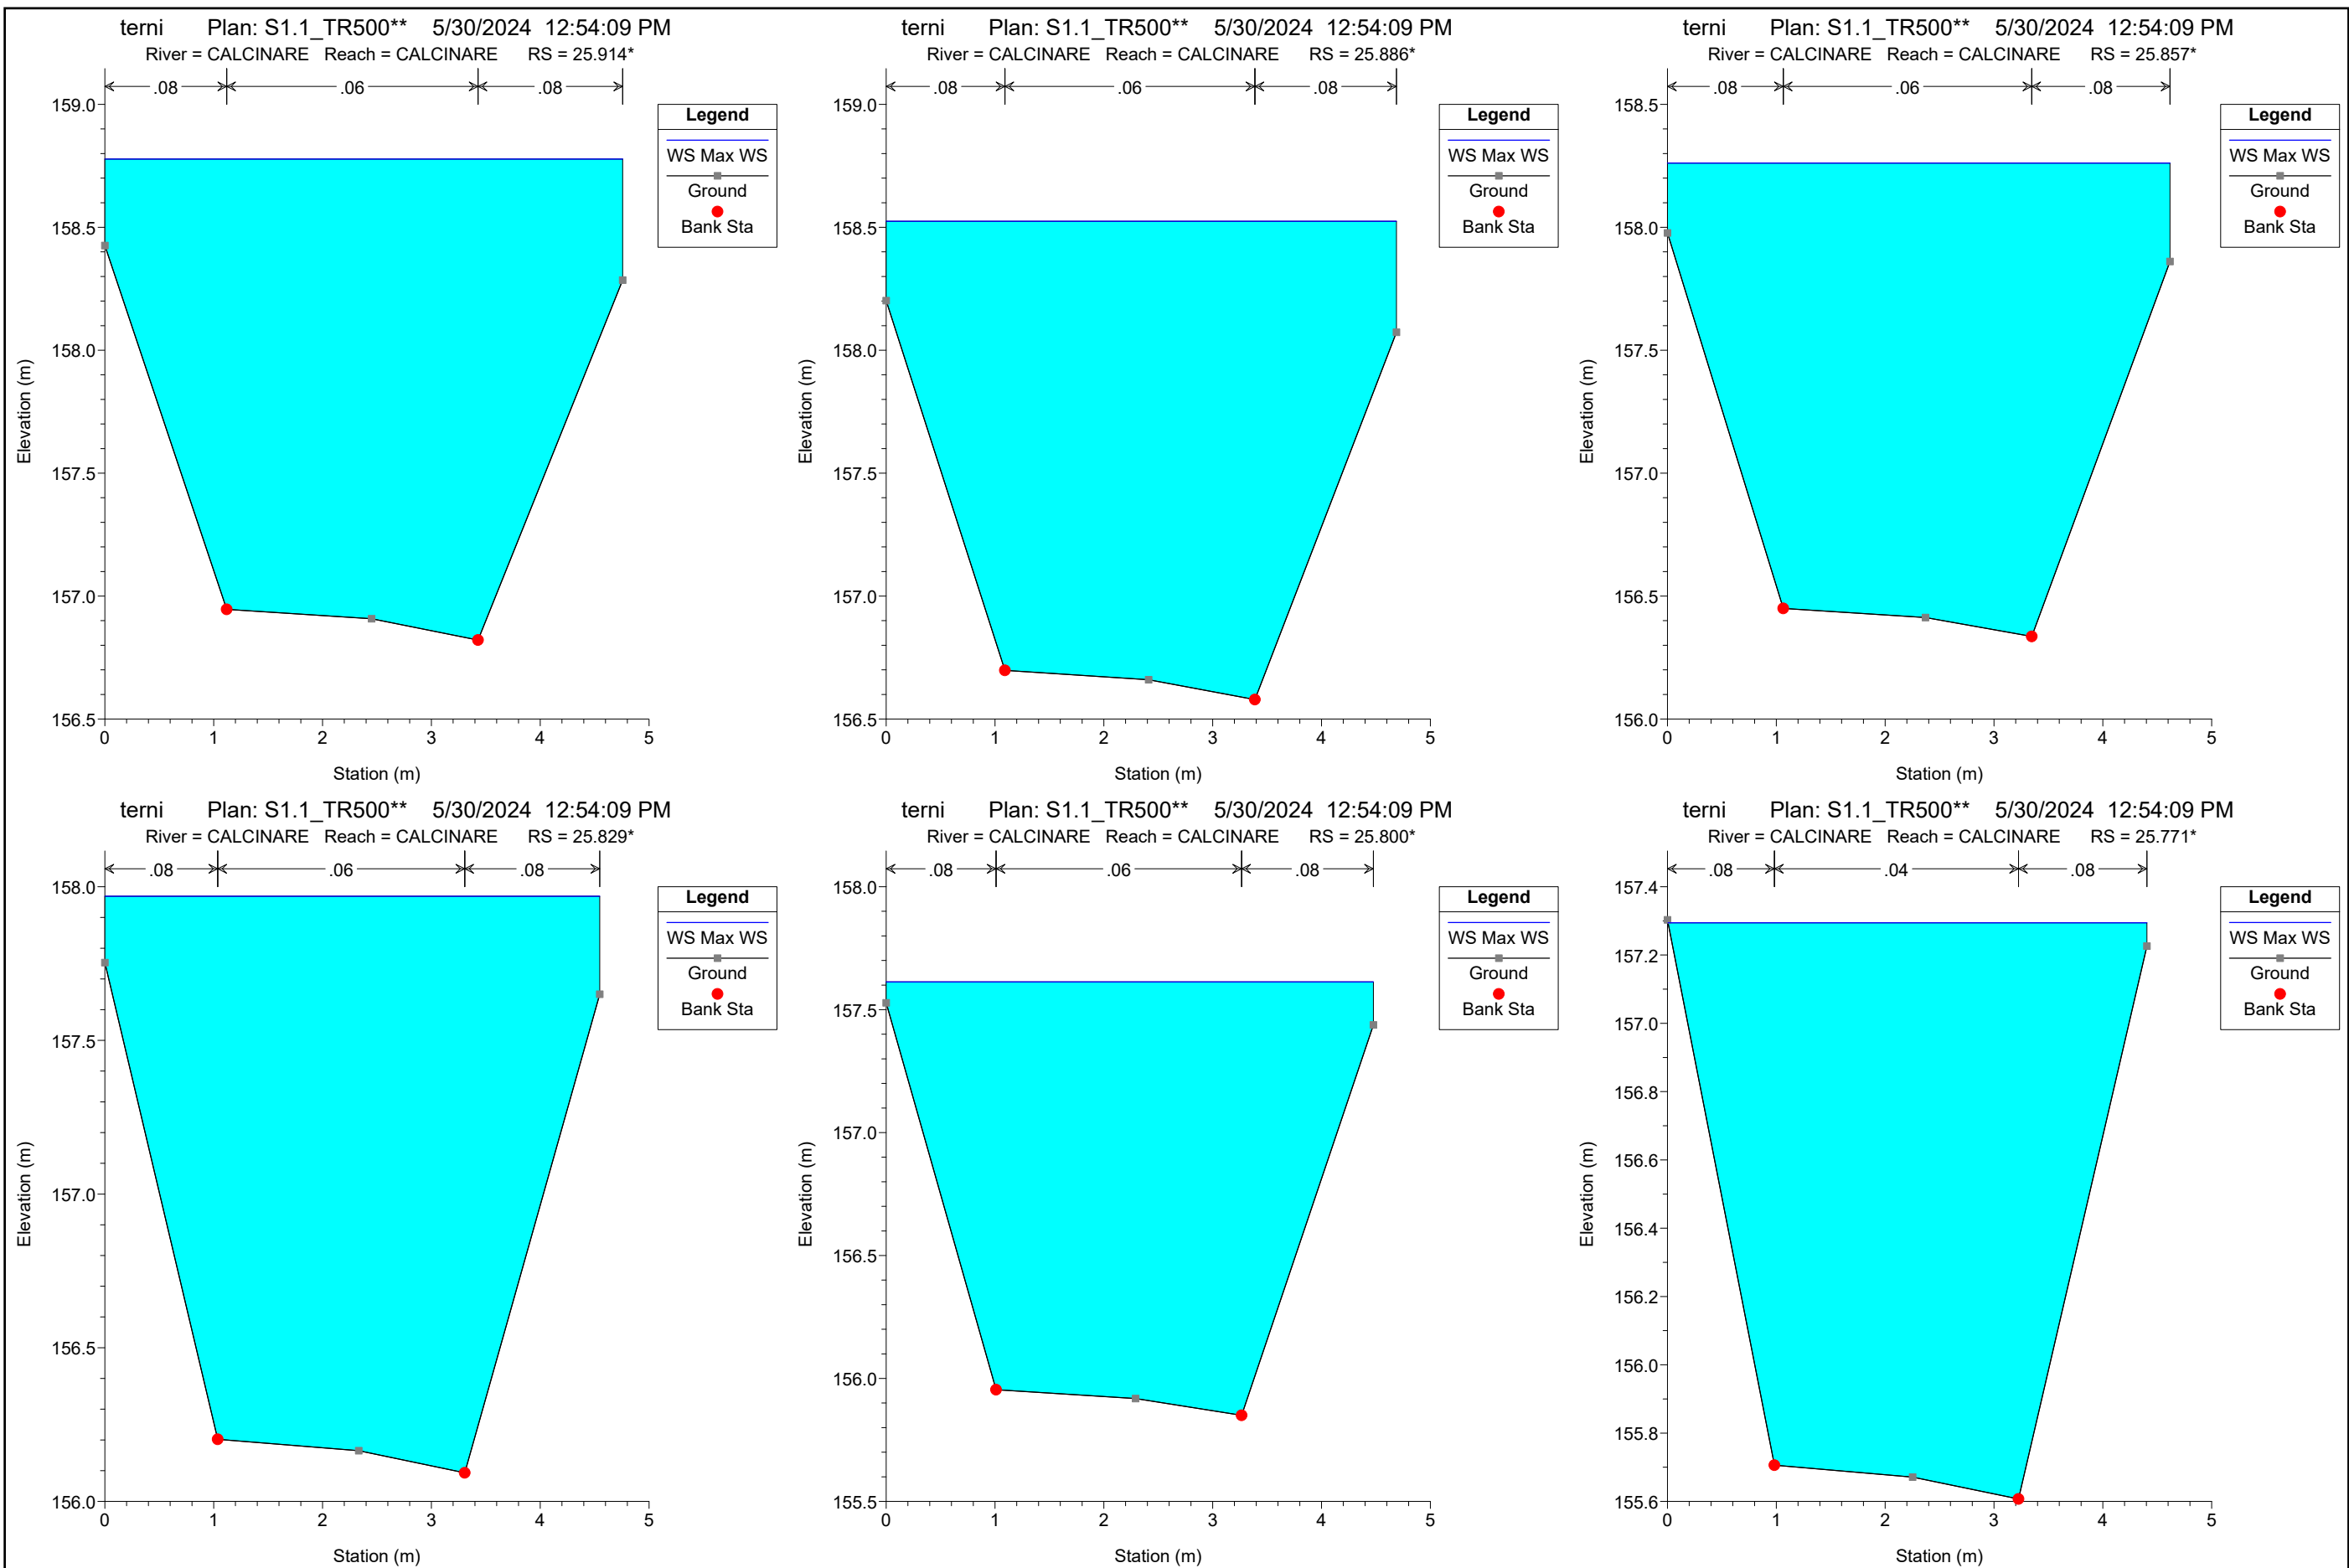 terni Plan: S1.1_TR500** 5/30/2024 12:54:09 PM
River = CALCINARE Reach = CALCINARE RS = 25.914*
.08 .06 .08
159.0
158.5
158.0
157.5
157.0
156.5
0 1 2 3 4 5
Station (m)
Elevation (m)
Legend
WS Max WS
Ground
Bank Sta
terni Plan: S1.1_TR500** 5/30/2024 12:54:09 PM
River = CALCINARE Reach = CALCINARE RS = 25.886*
.08 .06 .08
159.0
158.5
158.0
157.5
157.0
156.5
0 1 2 3 4 5
Station (m)
Elevation (m)
Legend
WS Max WS
Ground
Bank Sta
terni Plan: S1.1_TR500** 5/30/2024 12:54:09 PM
River = CALCINARE Reach = CALCINARE RS = 25.857*
.08 .06 .08
158.5
158.0
157.5
157.0
156.5
156.0
0 1 2 3 4 5
Station (m)
Elevation (m)
Legend
WS Max WS
Ground
Bank Sta
terni Plan: S1.1_TR500** 5/30/2024 12:54:09 PM
River = CALCINARE Reach = CALCINARE RS = 25.829*
.08 .06 .08
158.0
157.5
157.0
156.5
156.0
0 1 2 3 4 5
Station (m)
Elevation (m)
Legend
WS Max WS
Ground
Bank Sta
terni Plan: S1.1_TR500** 5/30/2024 12:54:09 PM
River = CALCINARE Reach = CALCINARE RS = 25.800*
.08 .06 .08
158.0
157.5
157.0
156.5
156.0
155.5
0 1 2 3 4 5
Station (m)
Elevation (m)
Legend
WS Max WS
Ground
Bank Sta
terni Plan: S1.1_TR500** 5/30/2024 12:54:09 PM
River = CALCINARE Reach = CALCINARE RS = 25.771*
.08 .04 .08
157.4
157.2
157.0
156.8
156.6
156.4
156.2
156.0
155.8
155.6
0 1 2 3 4 5
Station (m)
Elevation (m)
Legend
WS Max WS
Ground
Bank Sta